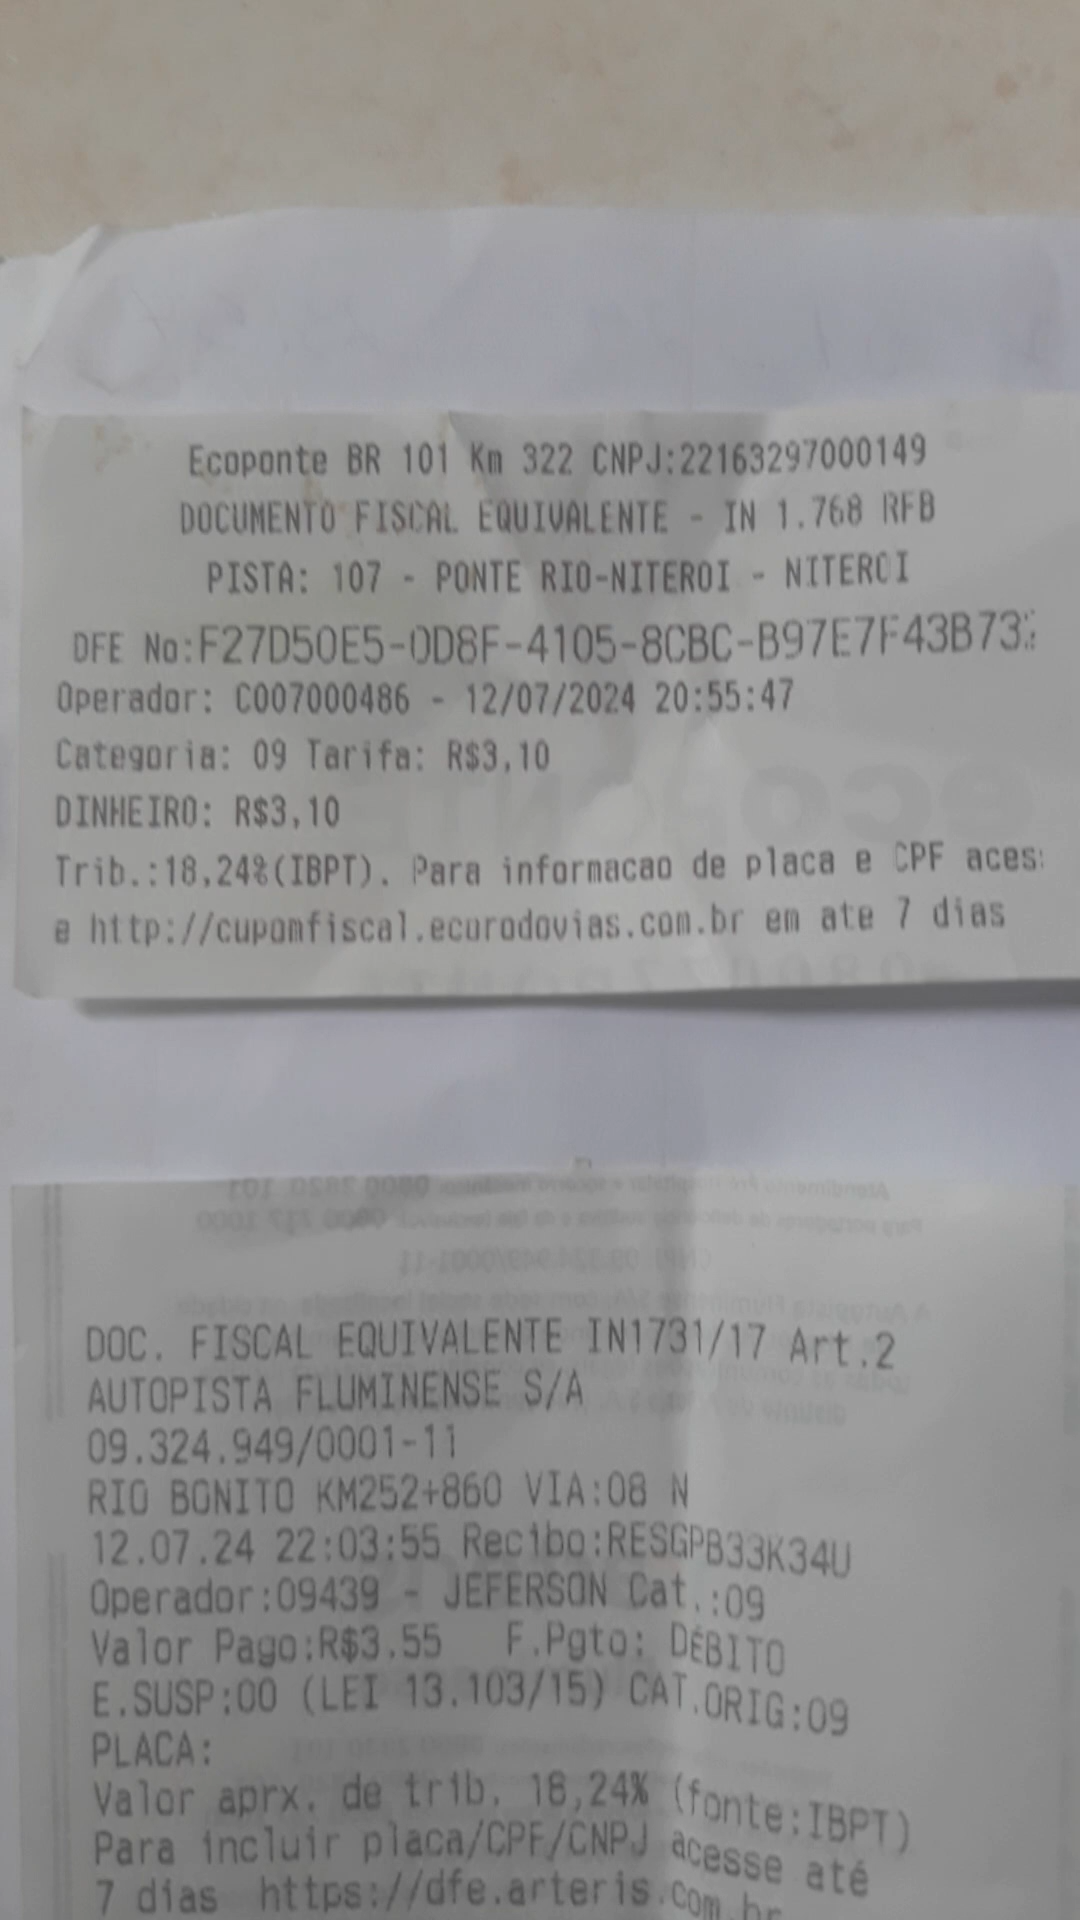 Ecoponte BR 101 Km 322 CNPJ:22163297000149
DOCUMENTO FISCAL EQUIVALENTE - IN 1.768 RFB
PISTA: 107 - PONTE RIO-NITEROI - NITEROI
DFE No:F27D50E5-0D8F-4105-8CBC-B97E7F43B73
Operador: C007000486 - 12/07/2024 20:55:47
Categoria: 09 Tarifa: R$3,10
DINHEIRO: R$3,10
Trib.:18,24%(IBPT). Para informacao de placa e CPF aces
e http://cupomfiscal.ecorodovias.com.br em ate 7 dias
DOC. FISCAL EQUIVALENTE IN1731/17 Art.2
AUTOPISTA FLUMINENSE S/A
09.324.949/0001-11
RIO BONITO KM252+860 VIA:08 N
12.07.24 22:03:55 Recibo:RESGPB33K34U
Operador:09439 - JEFERSON Cat.:09
Valor Pago:R$3,55 F.Pgto: DÉBITO
E.SUSP:00 (LEI 13.103/15) CAT.ORIG:09
PLACA:
Valor aprx. de trib. 18,24% (fonte:IBPT)
Para incluir placa/CPF/CNPJ acesse até
7 dias https://dfe.arteris.com.br